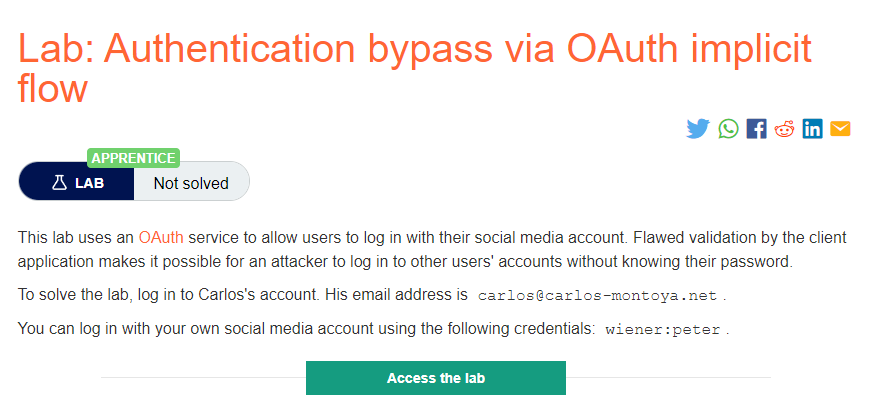 Lab: Authentication bypass via OAuth implicit
flow
APPRENTICE
LAB Not solved
This lab uses an OAuth service to allow users to log in with their social media account. Flawed validation by the client
application makes it possible for an attacker to log in to other users' accounts without knowing their password.
To solve the lab, log in to Carlos's account. His email address is carlos@carlos-montoya.net .
You can log in with your own social media account using the following credentials: wiener:peter .
Access the lab